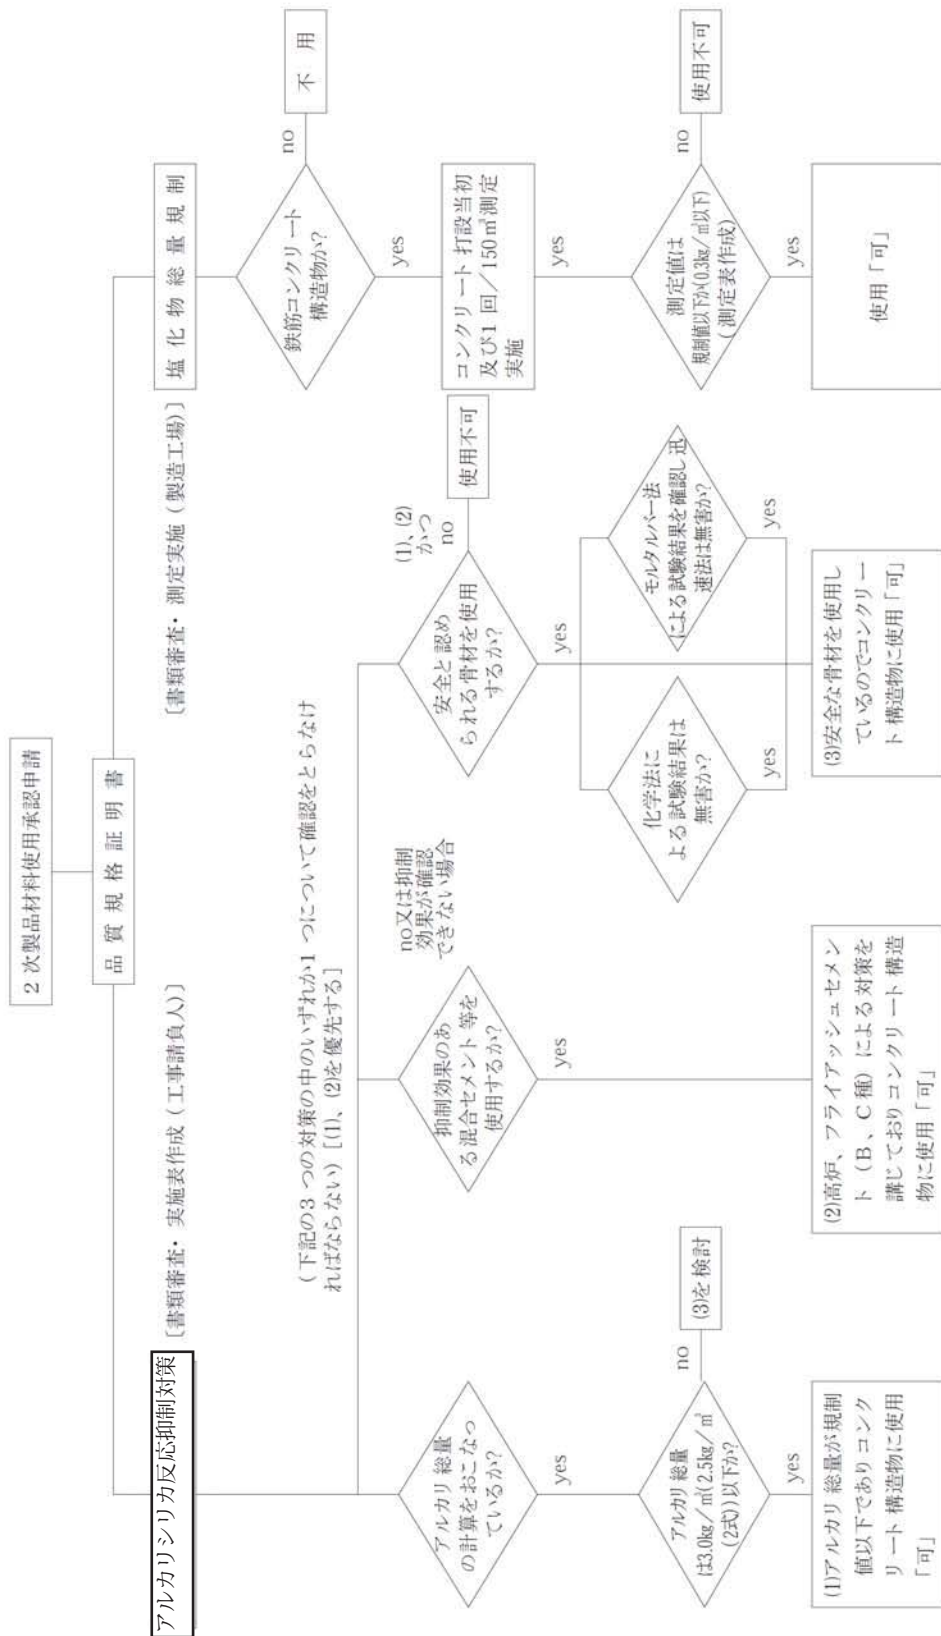 2 次製品材料使用承認申請
品 質 規 格 証 明 書
アルカリシリカ反応抑制対策
〔書類審査・実施表作成（工事請負人）〕
（下記の3 つの対策の中のいずれか1 つについて確認をとらなけ
ればならない）[(1)、(2)を優先する]
アルカリ 総量
の計算をおこなっ
ているか？
yes
アルカリ 総量
は3.0kg／㎥(2.5kg／㎥
(2式))以下か？
no
(3)を検討
yes
(1)アルカリ 総量が規制
値以下でありコンク
リート 構造物に使用
「可」
抑制効果のあ
る混合セメント 等を
使用するか？
no又は抑制
効果が確認
できない場合
yes
(2)高炉、フライアッシュセメン
ト（B、C 種）による対策を
講じておりコンクリート 構造
物に使用「可」
安全と認め
られる骨材を使用
するか？
(1)、(2)
かつ
no
使用不可
yes
化学法に
よる 試験結果は
無害か？
yes
モルタルバー法
による試験結果を確認し迅
速法は無害か？
yes
(3)安全な骨材を使用し
ているのでコンクリー
ト 構造物に使用「可」
塩 化 物 総 量 規 制
〔書類審査・測定実施（製造工場）〕
鉄筋コンクリート
構造物か？
no
不 用
yes
コンクリート 打設当初
及び1 回／150㎥測定
実施
yes
測定値は
規制値以下か(0.3kg／㎥以下)
（測定表作成）
no
使用不可
yes
使用「可」